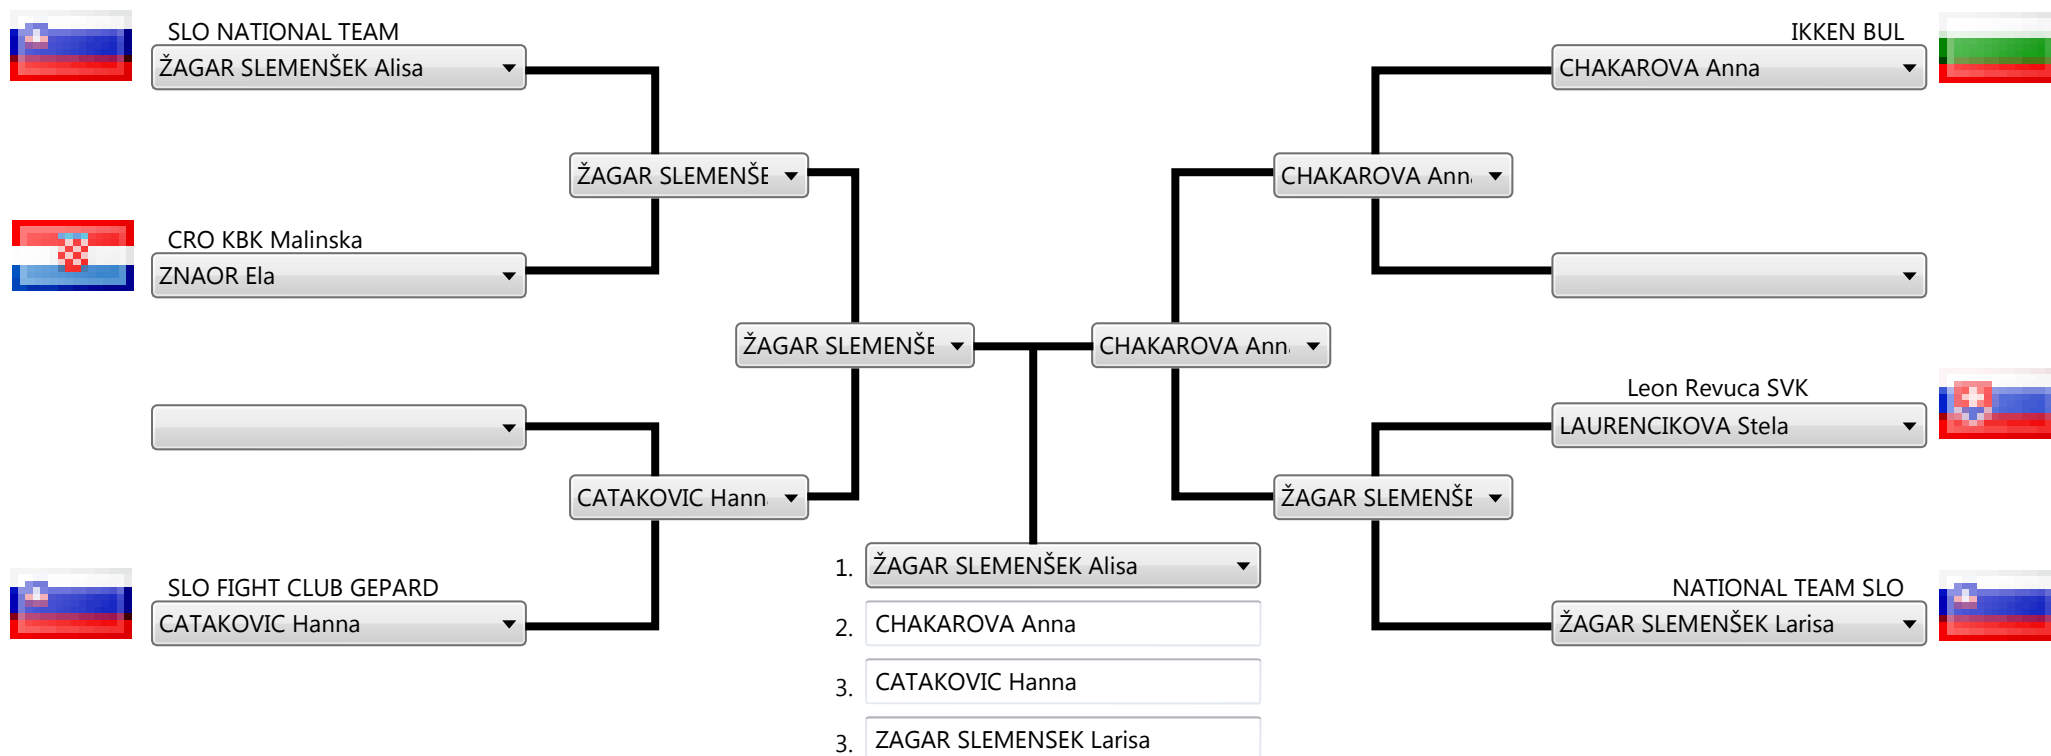 SLO NATIONAL TEAM
ŽAGAR SLEMENŠEK Alisa
IKKEN BUL
CHAKAROVA Anna
ŽAGAR SLEMENŠE
CHAKAROVA Ann
CRO KBK Malinska
ZNAOR Ela
ŽAGAR SLEMENŠE
CHAKAROVA Ann
Leon Revuca SVK
LAURENCIKOVA Stela
CATAKOVIC Hann
ŽAGAR SLEMENŠE
SLO FIGHT CLUB GEPARD
CATAKOVIC Hanna
NATIONAL TEAM SLO
ŽAGAR SLEMENŠEK Larisa
1. ŽAGAR SLEMENŠEK Alisa
2. CHAKAROVA Anna
3. CATAKOVIC Hanna
3. ZAGAR SLEMENSEK Larisa